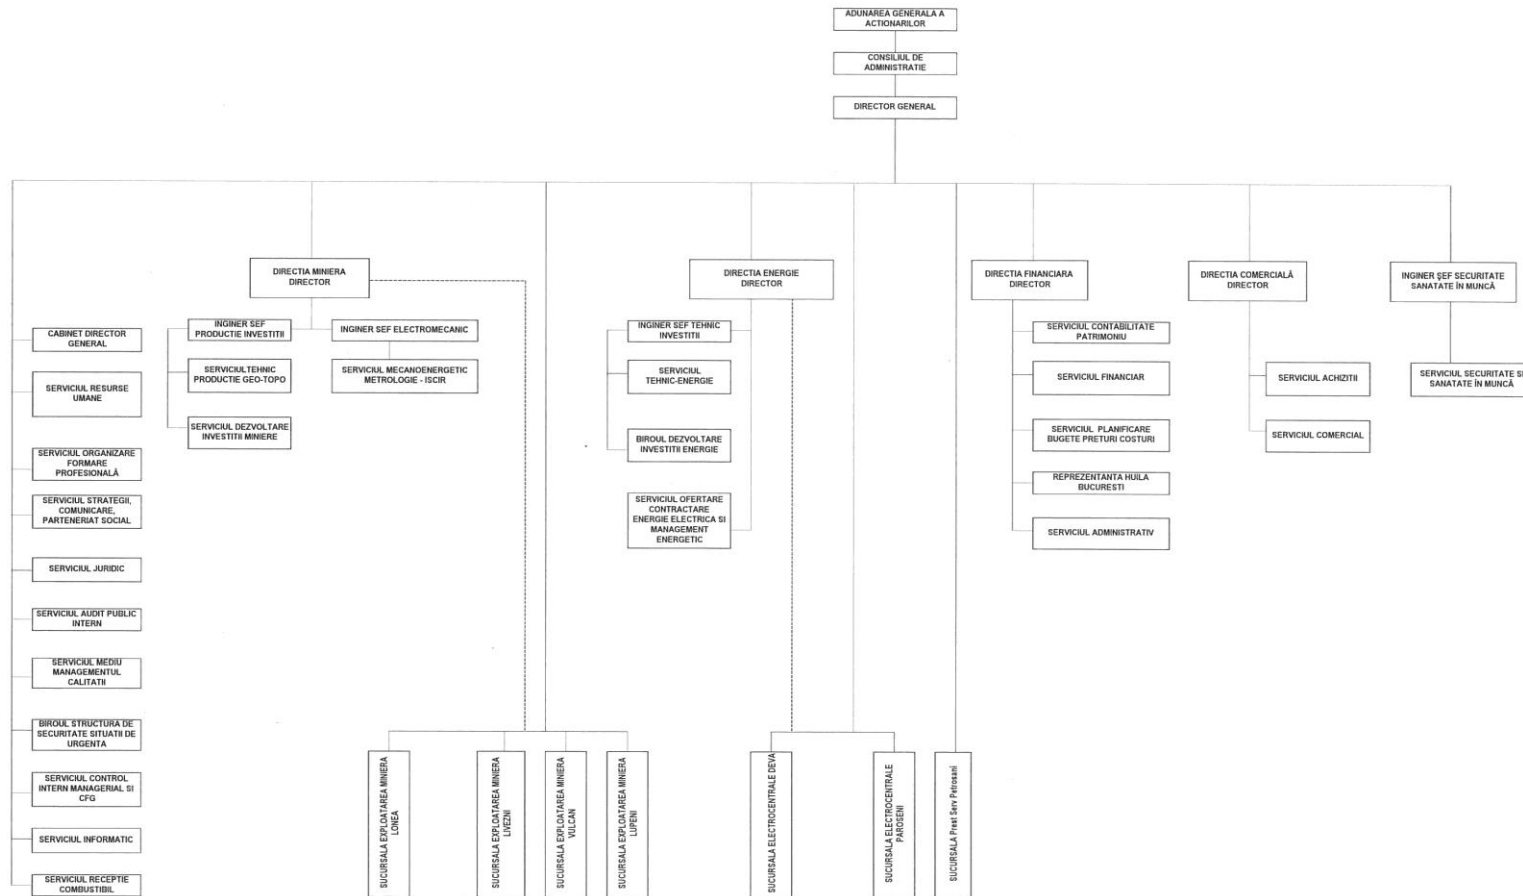 ADUNAREA GENERALA A
ACTIONARILOR
CONSILIUL DE
ADMINISTRATIE
DIRECTOR GENERAL
DIRECTIA MINIERA
DIRECTOR
DIRECTIA ENERGIE
DIRECTOR
DIRECTIA FINANCIARA
DIRECTOR
DIRECTIA COMERCIALĂ
DIRECTOR
INGINER ŞEF SECURITATE
SANATATE ÎN MUNCĂ
CABINET DIRECTOR
GENERAL
SERVICIUL RESURSE
UMANE
SERVICIUL ORGANIZARE
FORMARE
PROFESIONALĂ
SERVICIUL STRATEGII,
COMUNICARE,
PARTENERIAT SOCIAL
SERVICIUL JURIDIC
SERVICIUL AUDIT PUBLIC
INTERN
SERVICIUL MEDIU
MANAGEMENTUL
CALITATII
BIROUL STRUCTURA DE
SECURITATE SITUATII DE
URGENTA
SERVICIUL CONTROL
INTERN MANAGERIAL SI
CFG
SERVICIUL INFORMATIC
SERVICIUL RECEPTIE
COMBUSTIBIL
INGINER SEF
PRODUCTIE INVESTITII
SERVICIULTEHNIC
PRODUCTIE GEO-TOPO
SERVICIUL DEZVOLTARE
INVESTITII MINIERE
INGINER SEF ELECTROMECANIC
SERVICIUL MECANOENERGETIC
METROLOGIE - ISCIR
INGINER SEF TEHNIC
INVESTITII
SERVICIUL
TEHNIC-ENERGIE
BIROUL DEZVOLTARE
INVESTITII ENERGIE
SERVICIUL OFERTARE
CONTRACTARE
ENERGIE ELECTRICA SI
MANAGEMENT
ENERGETIC
SERVICIUL CONTABILITATE
PATRIMONIU
SERVICIUL FINANCIAR
SERVICIUL PLANIFICARE
BUGETE PRETURI COSTURI
REPREZENTANTA HUILA
BUCURESTI
SERVICIUL ADMINISTRATIV
SERVICIUL ACHIZITII
SERVICIUL COMERCIAL
SERVICIUL SECURITATE SI
SANATATE ÎN MUNCĂ
SUCURSALA EXPLOATAREA MINIERA
LONEA
SUCURSALA EXPLOATAREA MINIERA
LIVEZNI
SUCURSALA EXPLOATAREA MINIERA
VULCAN
SUCURSALA EXPLOATAREA MINIERA
LUPENI
SUCURSALA ELECTROCENTRALE DEVA
SUCURSALA ELECTROCENTRALE
PAROSENI
SUCURSALA Prest Serv Petrosani